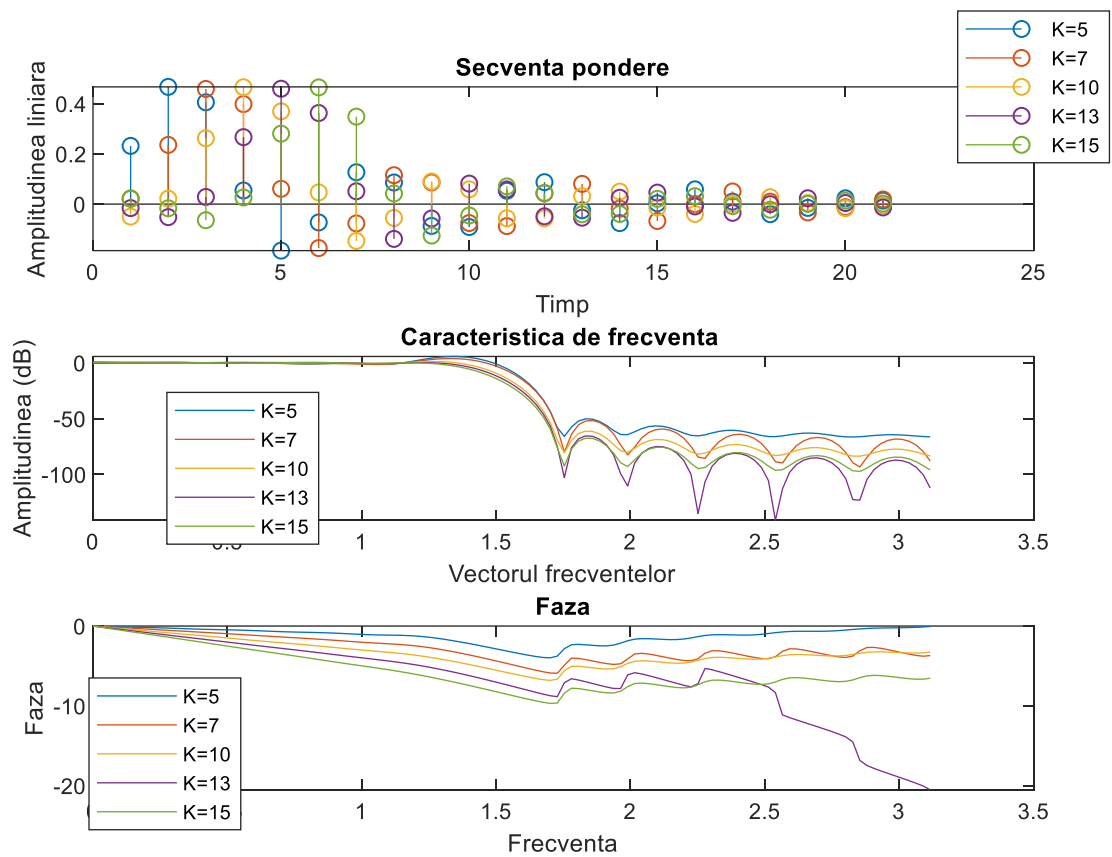 Secventa pondere
Amplitudinea liniara
0.4
0.2
0
0 5 10 15 20 25
Timp
K=5
K=7
K=10
K=13
K=15
Caracteristica de frecventa
Amplitudinea (dB)
0
-50
-100
0 1 1.5 2 2.5 3 3.5
Vectorul frecventelor
K=5
K=7
K=10
K=13
K=15
Faza
Faza
0
-10
-20
1 1.5 2 2.5 3 3.5
Frecventa
K=5
K=7
K=10
K=13
K=15